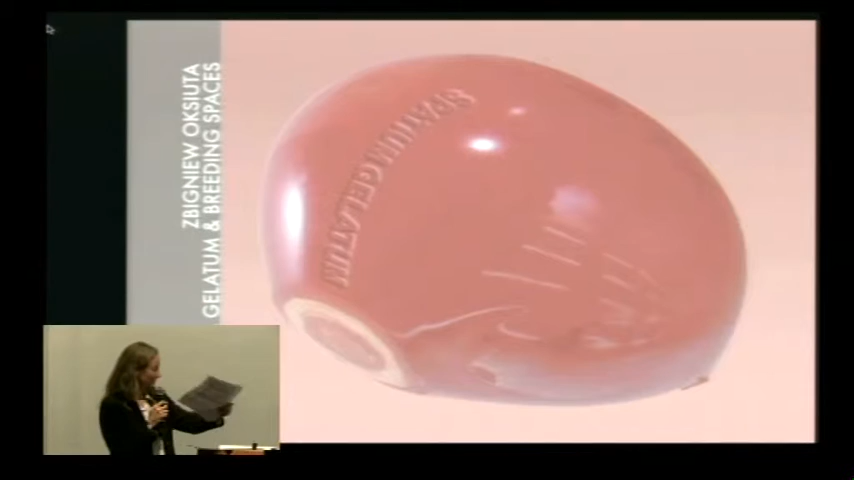 ZBIGNIEW OKSIUTA
GELATUM & BREEDING SPACES
SPATIUM GELATUM